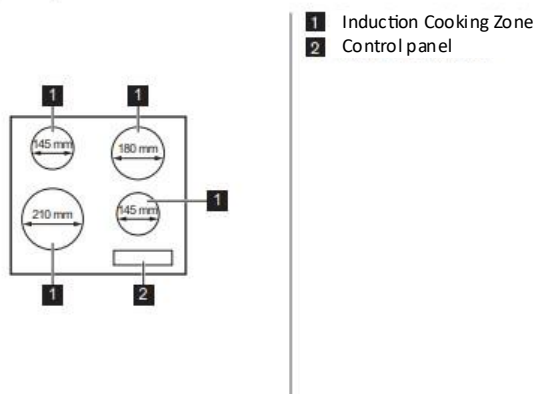 1 Induction Cooking Zone
2 Control panel
1 1
145 mm 180 mm
1
210 mm 145 mm
1 2